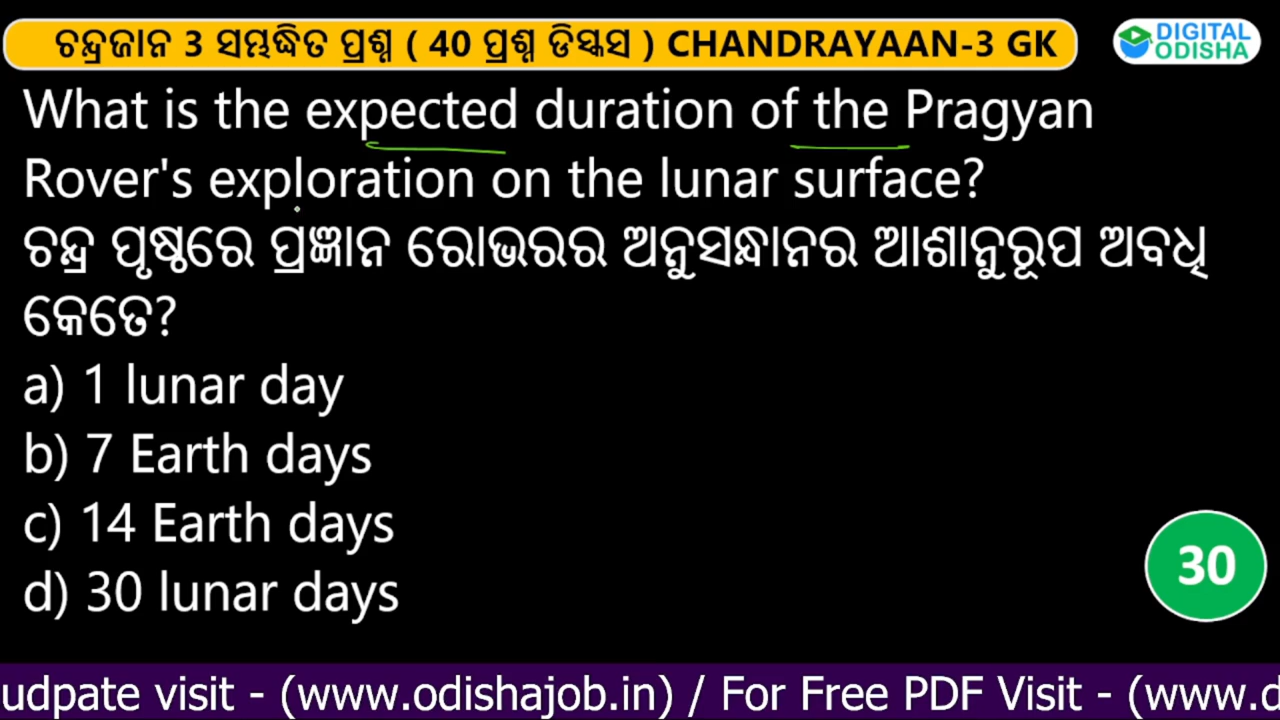 ଚନ୍ଦ୍ରଜାନ 3 ସମ୍ଭଦ୍ଧିତ ପ୍ରଶ୍ନ ( 40 ପ୍ରଶ୍ନ ଡିସ୍କସ ) CHANDRAYAAN-3 GK
DIGITAL
ODISHA
What is the expected duration of the Pragyan
Rover's exploration on the lunar surface?
ଚନ୍ଦ୍ର ପୃଷ୍ଠରେ ପ୍ରଜ୍ଞାନ ରୋଭରର ଅନୁସନ୍ଧାନର ଆଶାନୁରୂପ ଅବଧି
କେତେ?
a) 1 lunar day
b) 7 Earth days
c) 14 Earth days
d) 30 lunar days
30
udpate visit - (www.odishajob.in) / For Free PDF Visit - (www.d